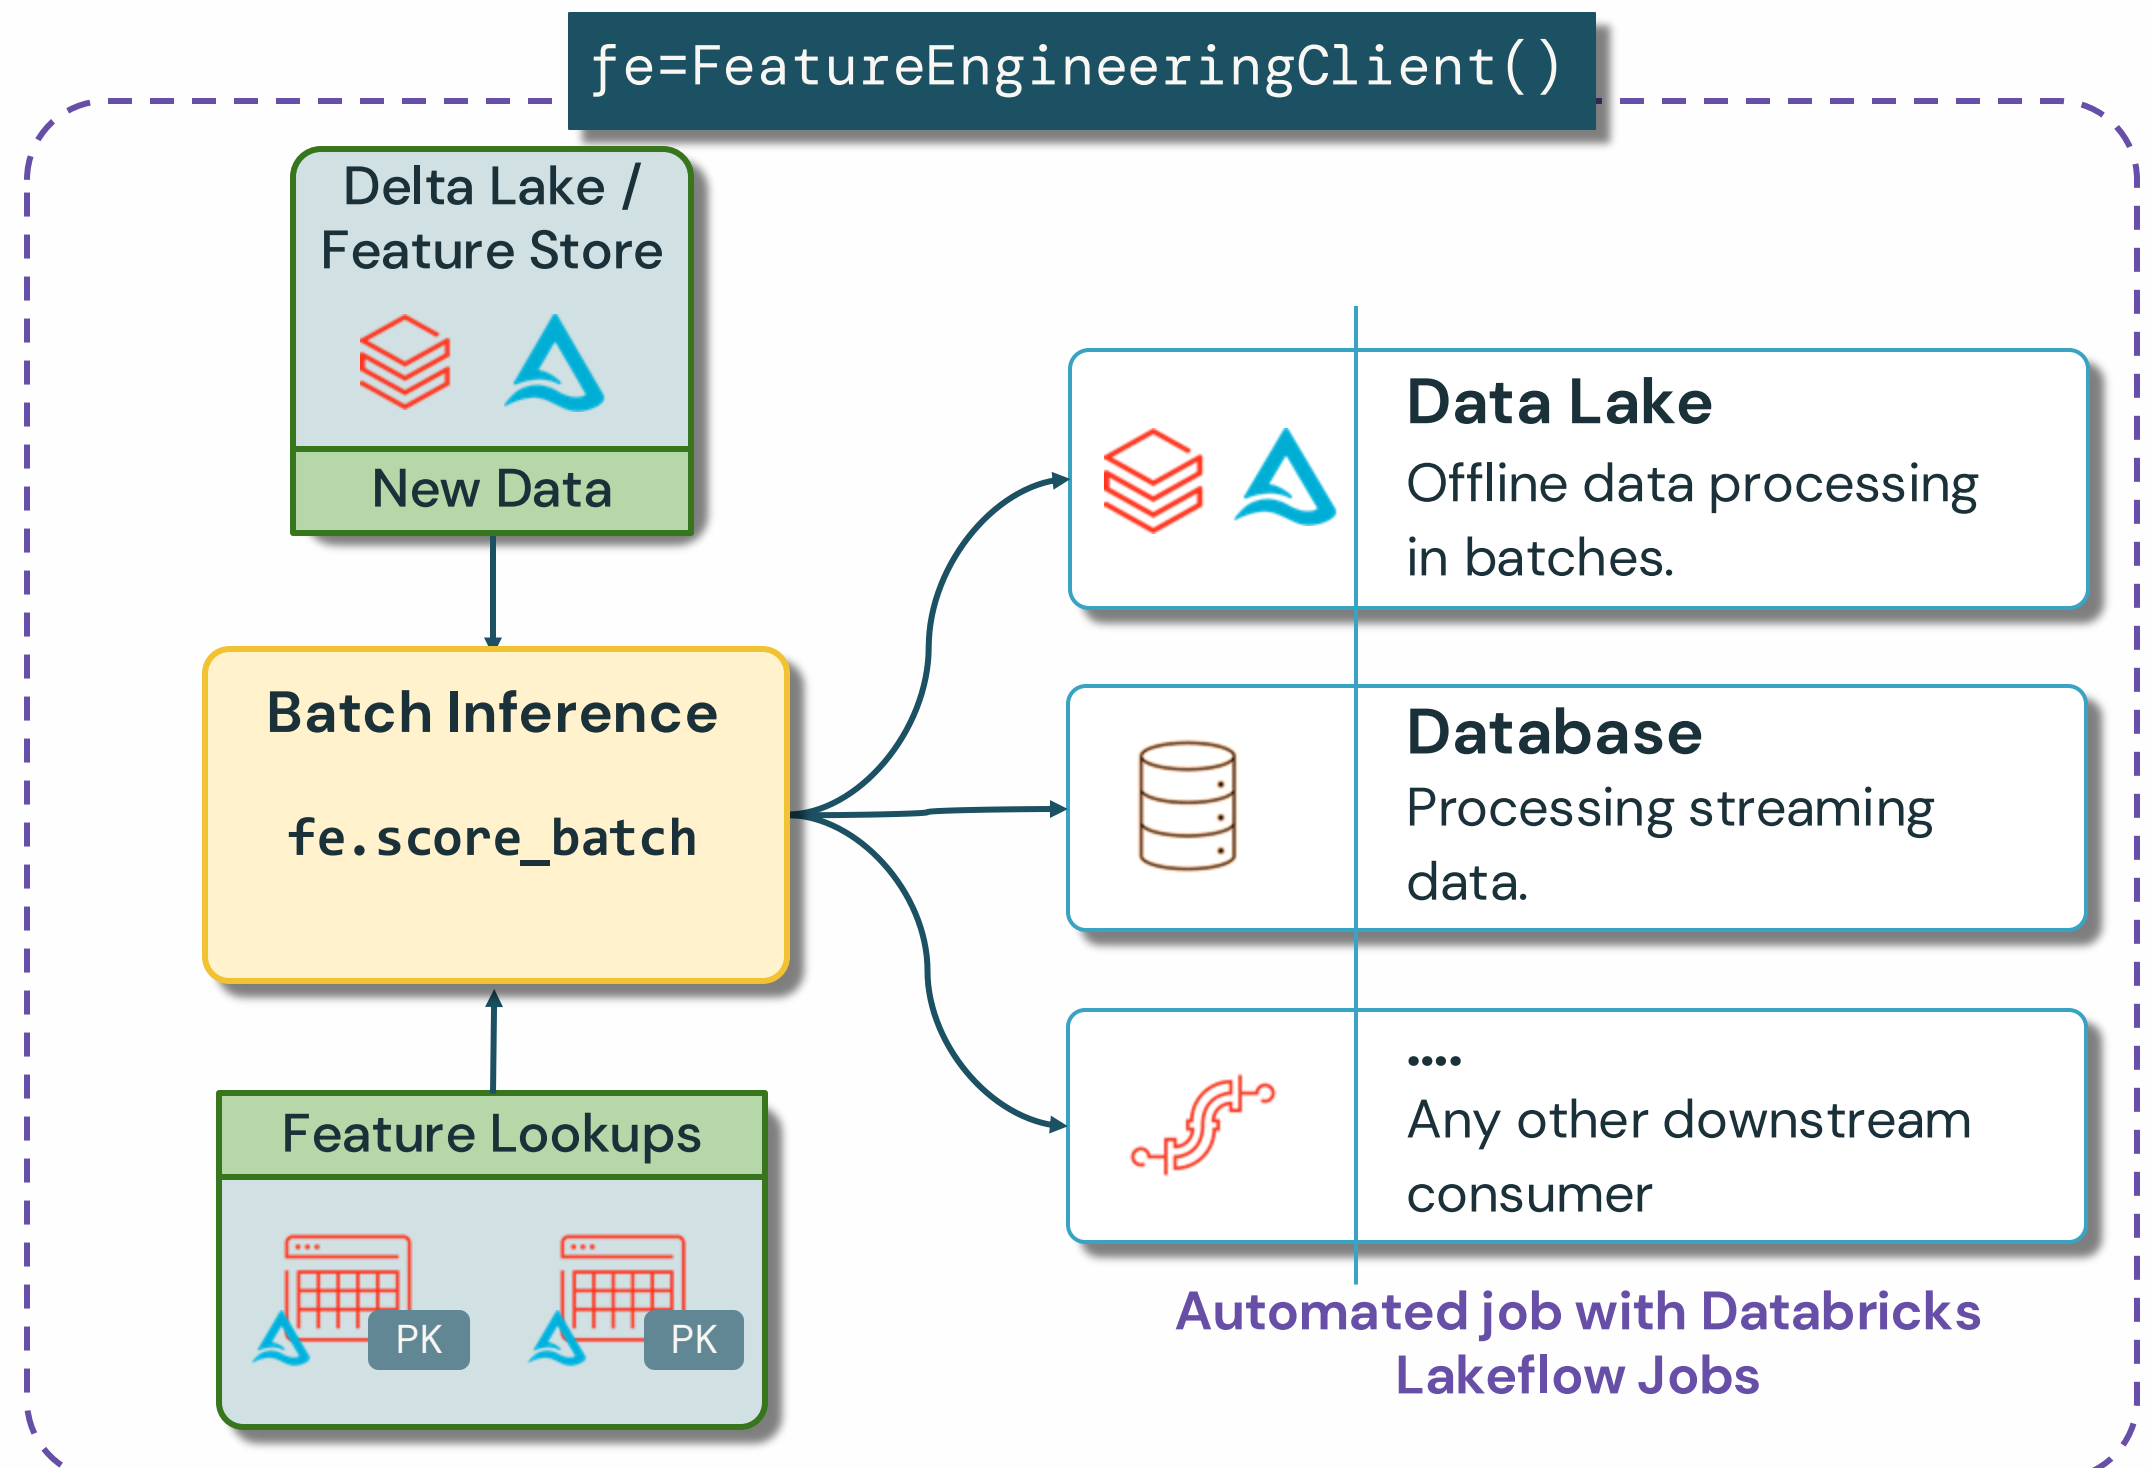 fe=FeatureEngineeringClient()
Delta Lake /
Feature Store
New Data
Batch Inference
fe.score_batch
Feature Lookups
PK
PK
Data Lake
Offline data processing
in batches.
Database
Processing streaming
data.
....
Any other downstream
consumer
Automated job with Databricks
Lakeflow Jobs